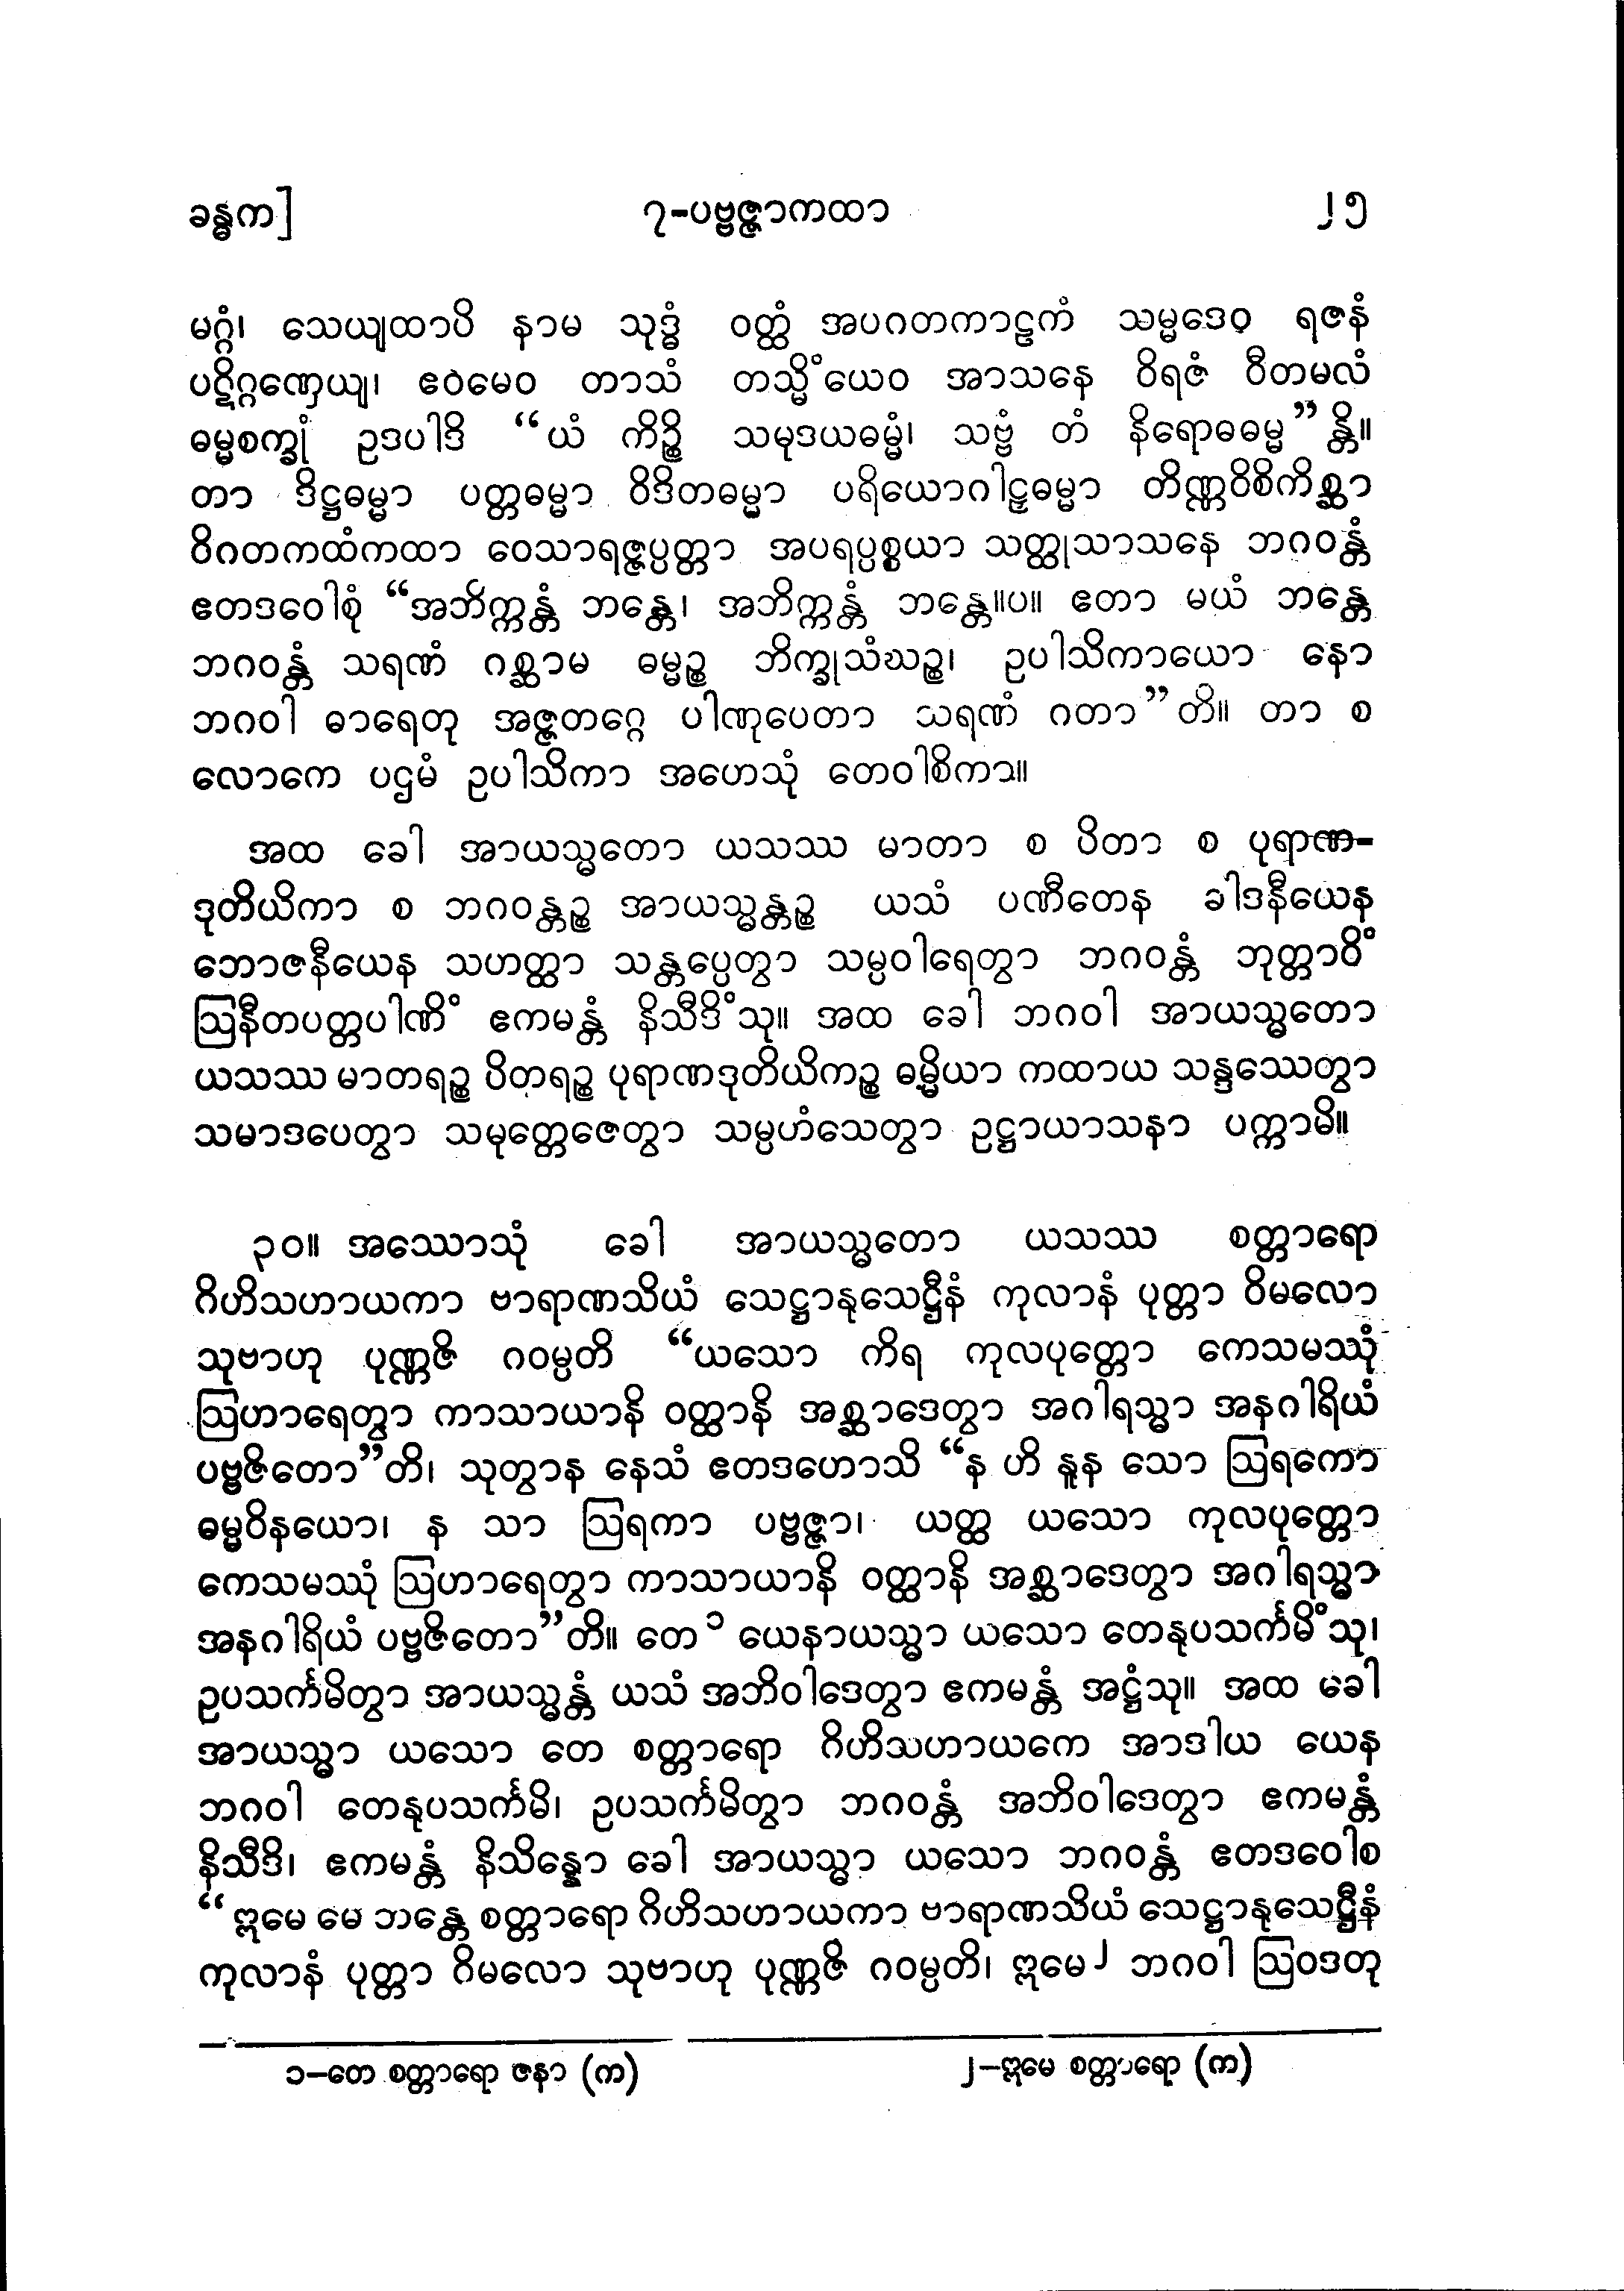 ခန္ဓက]
၇-ပဗ္ဗဇ္ဇာကထာ
၂၅
မဂ္ဂံ၊ သေယျထာပိ နာမ သုဒ္ဓံ ဝတ္ထံ အပဂတကာဠကံ သမ္မဒေဝ ရဇနံ
ပဋိဂ္ဂဏှေယျ၊ ဧဝမေဝ တာသံ တသ္မိံယေဝ အာသနေ ဝိရဇံ ဝီတမလံ
ဓမ္မစက္ခုံ ဥဒပါဒိ “ယံ ကိဉ္စိ သမုဒယဓမ္မံ၊ သဗ္ဗံ တံ နိရောဓဓမ္မ”န္တိ။
တာ ဒိဋ္ဌဓမ္မာ ပတ္တဓမ္မာ ဝိဒိတဓမ္မာ ပရိယောဂါဠှဓမ္မာ တိဏ္ဏဝိစိကိစ္ဆာ
ဝိဂတကထံကထာ ဝေသာရဇ္ဇပ္ပတ္တာ အပရပ္ပစ္စယာ သတ္ထုသာသနေ ဘဂဝန္တံ
ဧတဒဝေါစုံ “အဘိက္ကန္တံ ဘန္တေ၊ အဘိက္ကန္တံ ဘန္တေ။ပ။ ဧတာ မယံ ဘန္တေ
ဘဂဝန္တံ သရဏံ ဂစ္ဆာမ ဓမ္မဉ္စ ဘိက္ခုသံဃဉ္စ၊ ဥပါသိကာယော နော
ဘဂဝါ ဓာရေတု အဇ္ဇတဂ္ဂေ ပါဏုပေတာ သရဏံ ဂတာ”တိ။ တာ စ
လောကေ ပဌမံ ဥပါသိကာ အဟေသုံ တေဝါစိကာ။
အထ ခေါ အာယသ္မတော ယသဿ မာတာ စ ပိတာ စ ပုရာဏ-
ဒုတိယိကာ စ ဘဂဝန္တဉ္စ အာယသ္မန္တဉ္စ ယသံ ပဏီတေန ခါဒနီယေန
ဘောဇနီယေန သဟတ္ထာ သန္တပ္ပေတွာ သမ္ပဝါရေတွာ ဘဂဝန္တံ ဘုတ္တာဝိံ
ဩနီတပတ္တပါဏိံ ဧကမန္တံ နိသီဒိံသု။ အထ ခေါ ဘဂဝါ အာယသ္မတော
ယသဿ မာတရဉ္စ ပိတရဉ္စ ပုရာဏဒုတိယိကဉ္စ ဓမ္မိယာ ကထာယ သန္ဒဿေတွာ
သမာဒပေတွာ သမုတ္တေဇေတွာ သမ္ပဟံသေတွာ ဥဋ္ဌာယာသနာ ပက္ကာမိ။
၃၀။ အဿောသုံ ခေါ အာယသ္မတော ယသဿ စတ္တာရော
ဂိဟိသဟာယကာ ဗာရာဏသိယံ သေဋ္ဌာနုသေဋ္ဌီနံ ကုလာနံ ပုတ္တာ ဝိမလော
သုဗာဟု ပုဏ္ဏဇိ ဂဝမ္ပတိ “ယသော ကိရ ကုလပုတ္တော ကေသမဿုံ
ဩဟာရေတွာ ကာသာယာနိ ဝတ္ထာနိ အစ္ဆာဒေတွာ အဂါရသ္မာ အနဂါရိယံ
ပဗ္ဗဇိတော”တိ၊ သုတွာန နေသံ ဧတဒဟောသိ “န ဟိ နူန သော ဩရကော
ဓမ္မဝိနယော၊ န သာ ဩရကာ ပဗ္ဗဇ္ဇာ၊ ယတ္ထ ယသော ကုလပုတ္တော
ကေသမဿုံ ဩဟာရေတွာ ကာသာယာနိ ဝတ္ထာနိ အစ္ဆာဒေတွာ အဂါရသ္မာ
အနဂါရိယံ ပဗ္ဗဇိတော”တိ။ တေ ၁ ယေနာယသ္မာ ယသော တေနုပသင်္ကမိံသု၊
ဥပသင်္ကမိတွာ အာယသ္မန္တံ ယသံ အဘိဝါဒေတွာ ဧကမန္တံ အဋ္ဌံသု။ အထ ခေါ
အာယသ္မာ ယသော တေ စတ္တာရော ဂိဟိသဟာယကေ အာဒါယ ယေန
ဘဂဝါ တေနုပသင်္ကမိ၊ ဥပသင်္ကမိတွာ ဘဂဝန္တံ အဘိဝါဒေတွာ ဧကမန္တံ
နိသီဒိ၊ ဧကမန္တံ နိသိန္နော ခေါ အာယသ္မာ ယသော ဘဂဝန္တံ ဧတဒဝေါစ
“ဣမေ မေ ဘန္တေ စတ္တာရော ဂိဟိသဟာယကာ ဗာရာဏသိယံ သေဋ္ဌာနုသေဋ္ဌီနံ
ကုလာနံ ပုတ္တာ ဝိမလော သုဗာဟု ပုဏ္ဏဇိ ဂဝမ္ပတိ၊ ဣမေ ၂ ဘဂဝါ ဩဝဒတု
၁-တေ စတ္တာရော ဇနာ (က)
၂-ဣမေ စတ္တာရော (က)